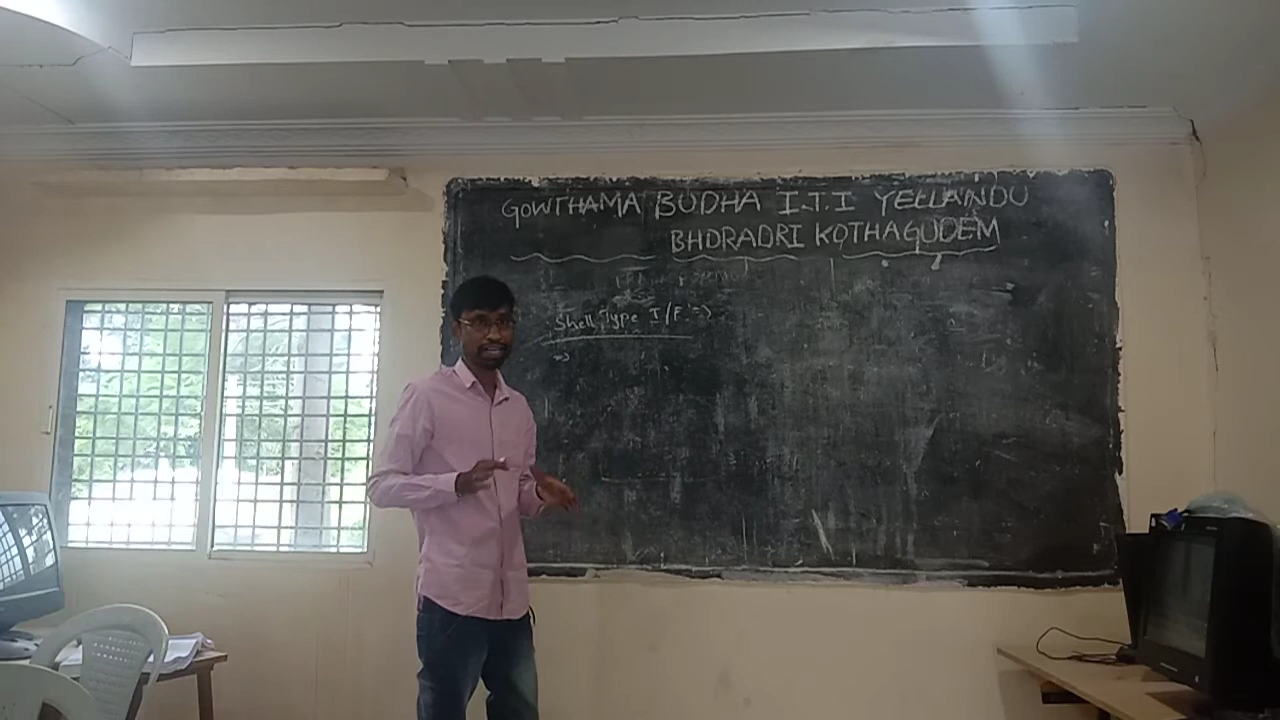 GOWTHAMA BUDHA I.T.I YELLANDU
BHDRADRI KOTHAGUDEM
Shell Type I/F =>
=>